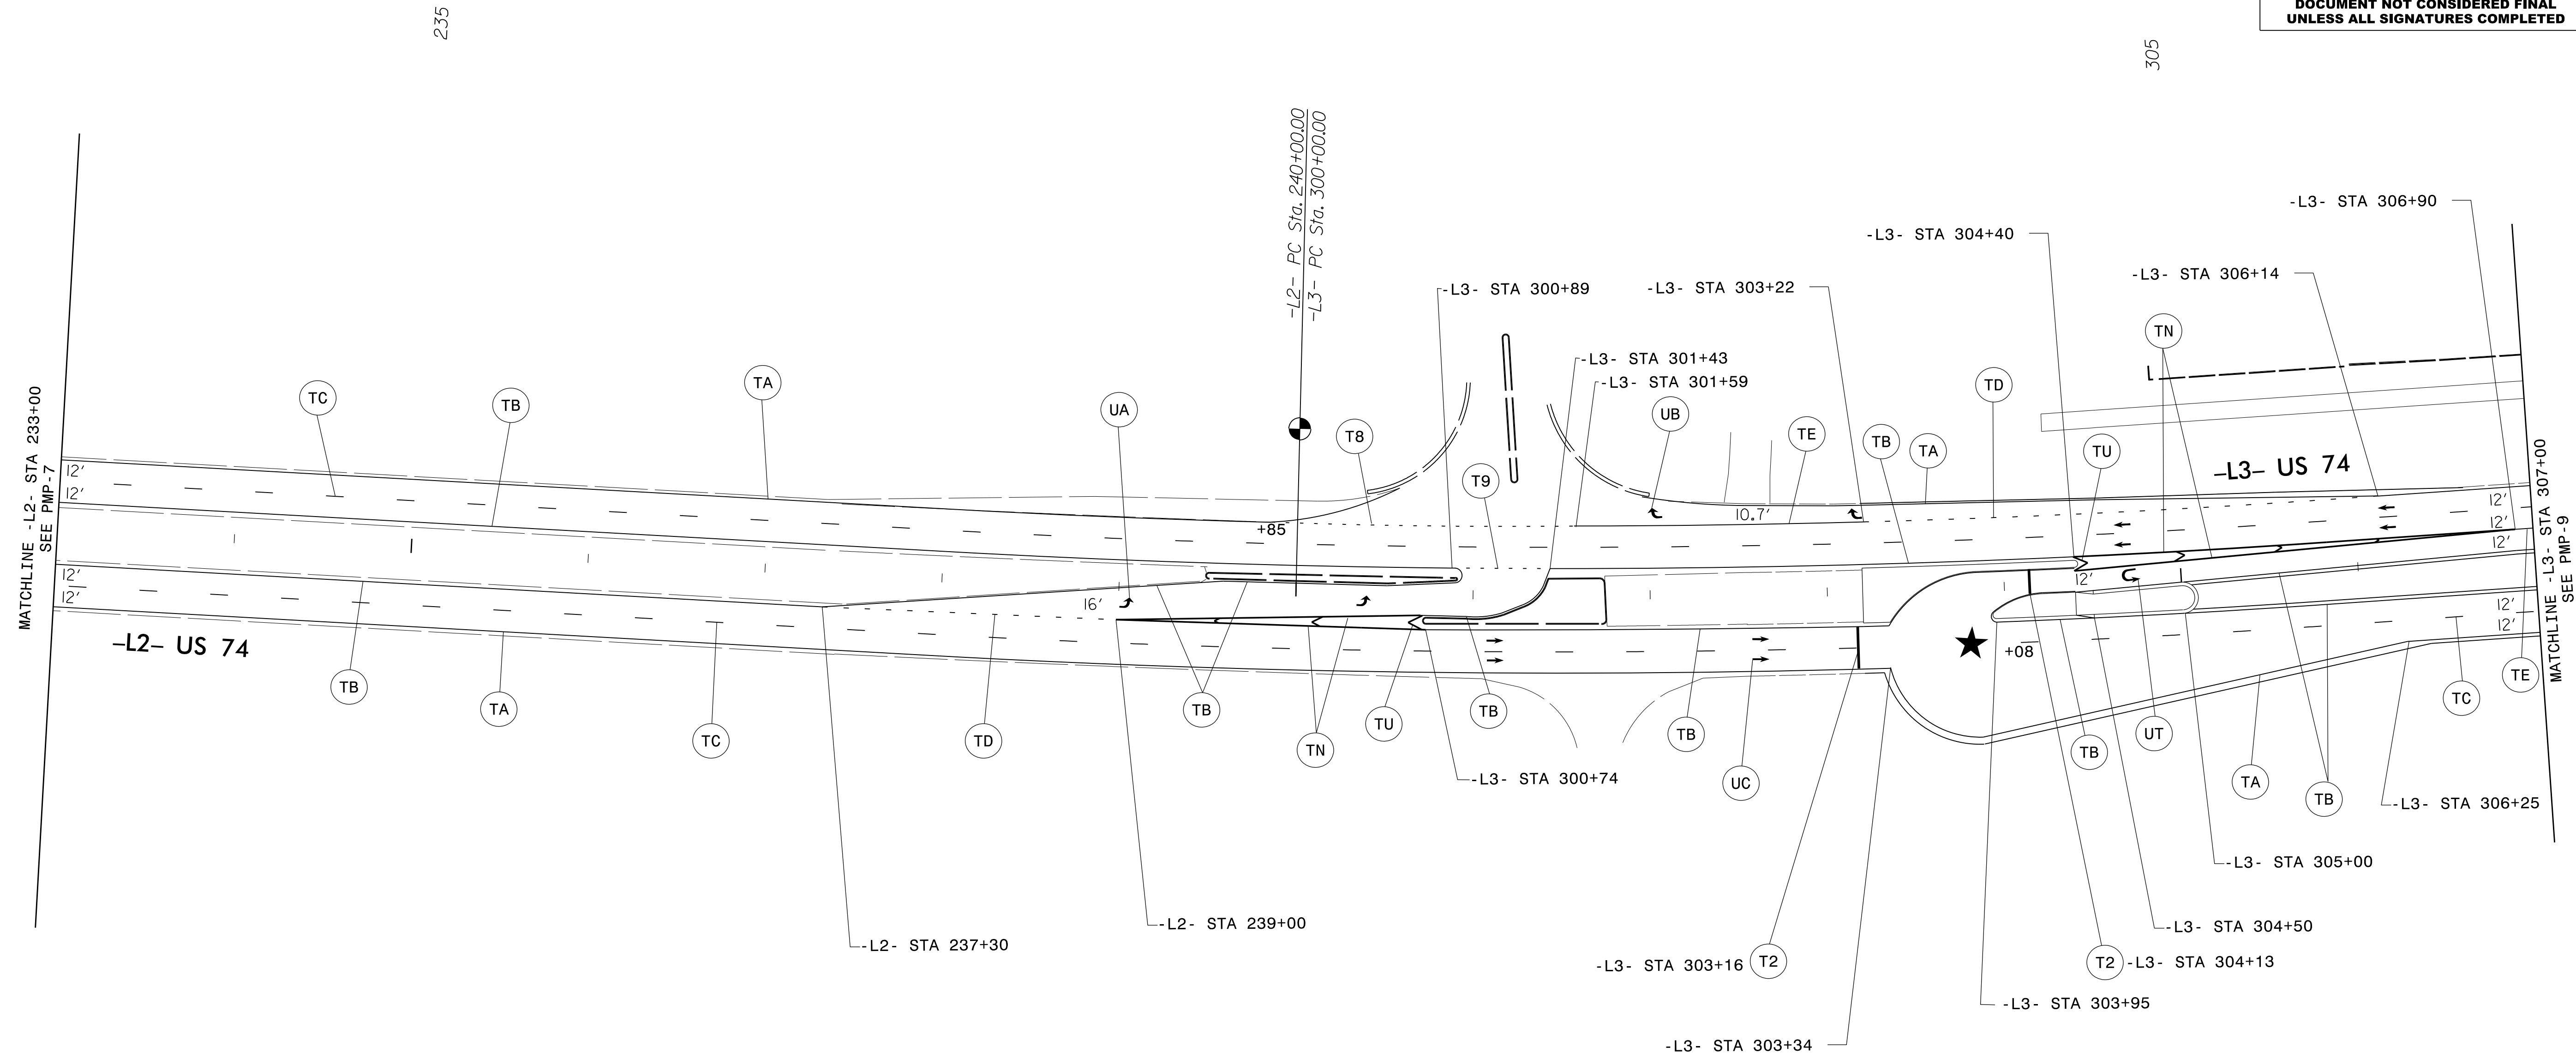 DOCUMENT NOT CONSIDERED FINAL
UNLESS ALL SIGNATURES COMPLETED
235
305
-L2- PC Sta. 240+00.00
-L3- PC Sta. 300+00.00
-L3- STA 306+90
-L3- STA 304+40
-L3- STA 306+14
-L3- STA 300+89
-L3- STA 303+22
TN
-L3- STA 301+43
-L3- STA 301+59
TC
TB
TA
UA
T8
T9
UB
TE
TB
TA
TD
TU
-L3- US 74
MATCHLINE -L2- STA 233+00
SEE PMP-7
12'
12'
12'
12'
-L2- US 74
+85
16'
10.7'
12'
+08
12'
12'
12'
12'
12'
MATCHLINE -L3- STA 307+00
SEE PMP-9
TB
TA
TC
TD
TB
TN
TU
TB
TB
UC
TB
UT
TA
TB
TC
TE
-L3- STA 300+74
-L3- STA 306+25
-L3- STA 305+00
-L2- STA 239+00
-L3- STA 304+50
-L2- STA 237+30
-L3- STA 303+16 T2
T2 -L3- STA 304+13
-L3- STA 303+95
-L3- STA 303+34